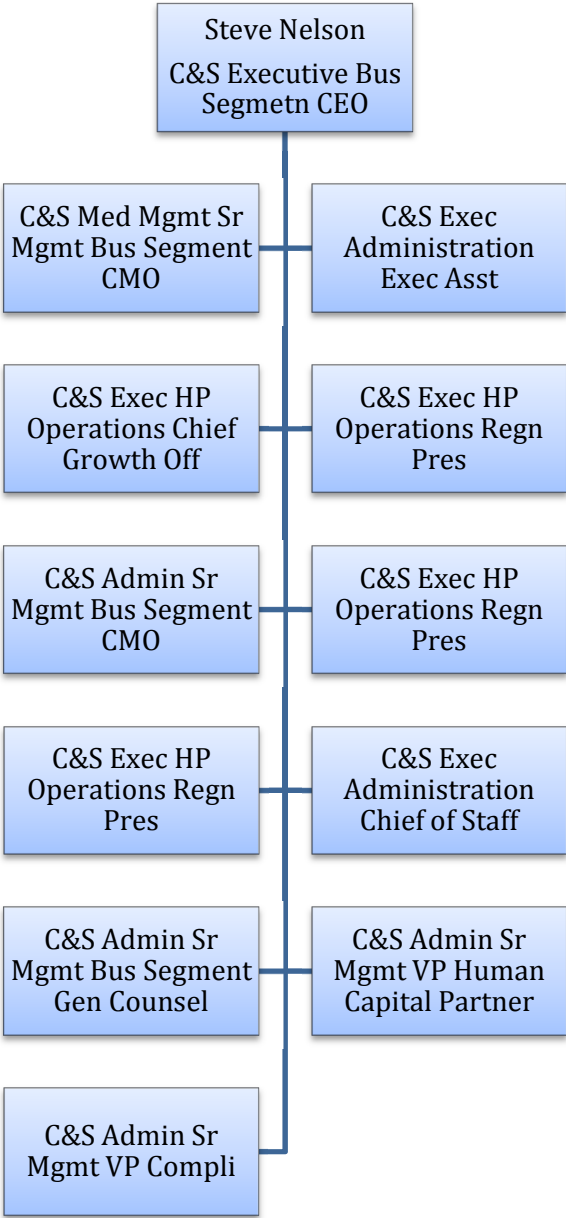 Steve Nelson
C&S Executive Bus
Segmetn CEO
C&S Med Mgmt Sr
Mgmt Bus Segment
CMO
C&S Exec
Administration
Exec Asst
C&S Exec HP
Operations Chief
Growth Off
C&S Exec HP
Operations Regn
Pres
C&S Admin Sr
Mgmt Bus Segment
CMO
C&S Exec HP
Operations Regn
Pres
C&S Exec HP
Operations Regn
Pres
C&S Exec
Administration
Chief of Staff
C&S Admin Sr
Mgmt Bus Segment
Gen Counsel
C&S Admin Sr
Mgmt VP Human
Capital Partner
C&S Admin Sr
Mgmt VP Compli